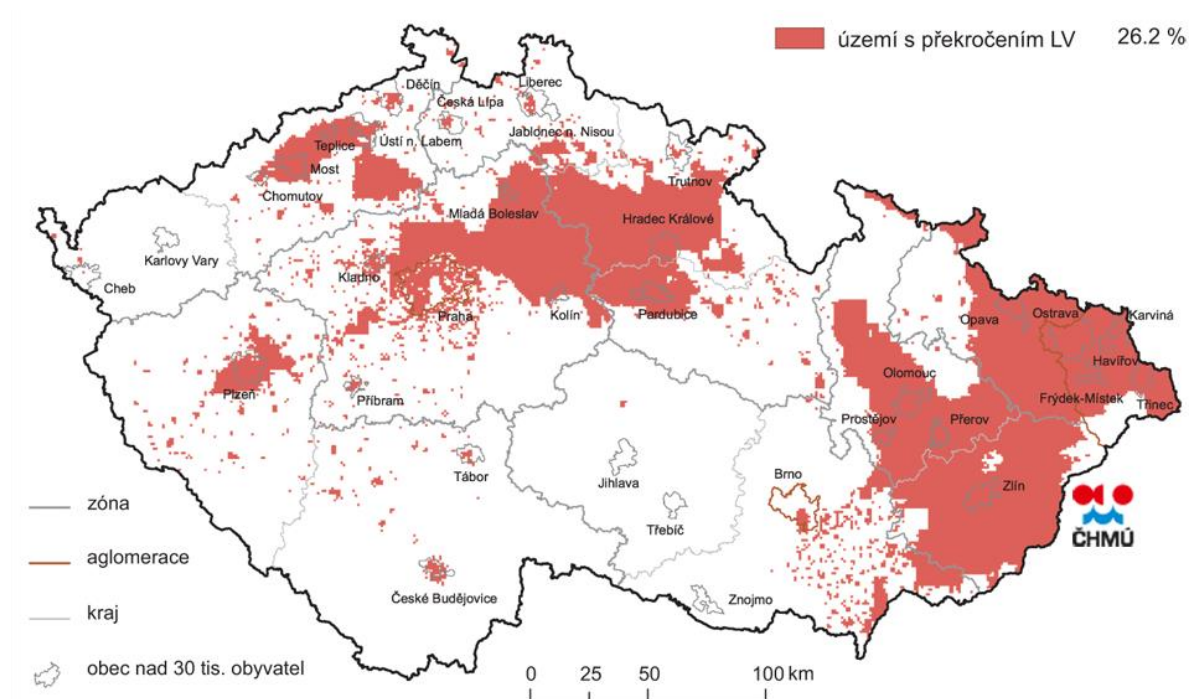 území s překročením LV 26.2 %
Děčín
Liberec
Česká Lípa
Jablonec n. Nisou
Ústí n. Labem
Teplice
Most
Chomutov
Trutnov
Mladá Boleslav
Hradec Králové
Karlovy Vary
Kladno
Cheb
Praha
Kolín
Pardubice
Opava
Ostrava
Karviná
Havířov
Olomouc
Plzeň
Příbram
Frýdek-Místek
Třinec
Prostějov
Přerov
Tábor
Jihlava
Brno
Zlín
Třebíč
ČHMÚ
České Budějovice
Znojmo
zóna
aglomerace
kraj
obec nad 30 tis. obyvatel
0 25 50 100 km